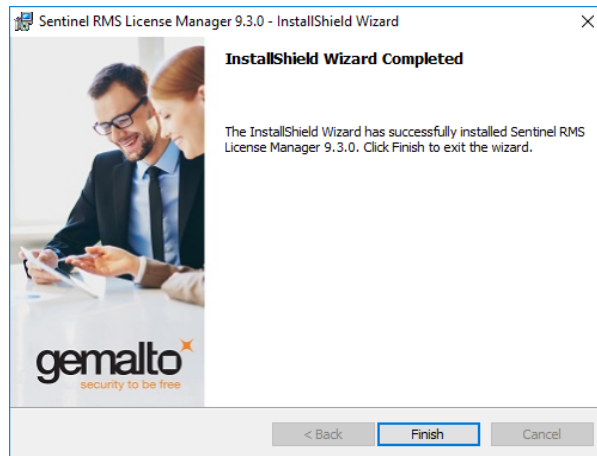 Sentinel RMS License Manager 9.3.0 - InstallShield Wizard
InstallShield Wizard Completed
The InstallShield Wizard has successfully installed Sentinel RMS
License Manager 9.3.0. Click Finish to exit the wizard.
gemalto
security to be free
< Back Finish Cancel